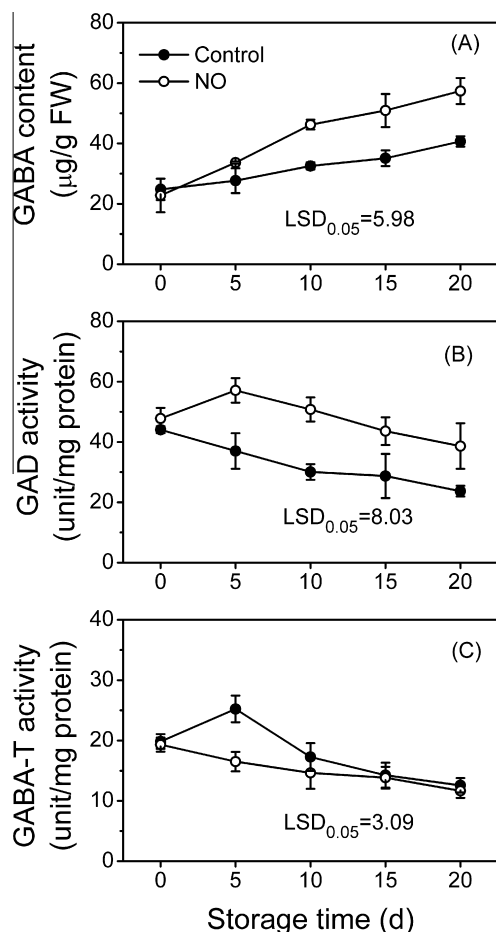 80
60
40
20
0
GABA content
(μg/g FW)
Control
NO
(A)
LSD0.05=5.98
0 5 10 15 20
80
60
40
20
0
GAD activity
(unit/mg protein)
(B)
LSD0.05=8.03
0 5 10 15 20
40
30
20
10
0
GABA-T activity
(unit/mg protein)
(C)
LSD0.05=3.09
0 5 10 15 20
Storage time (d)